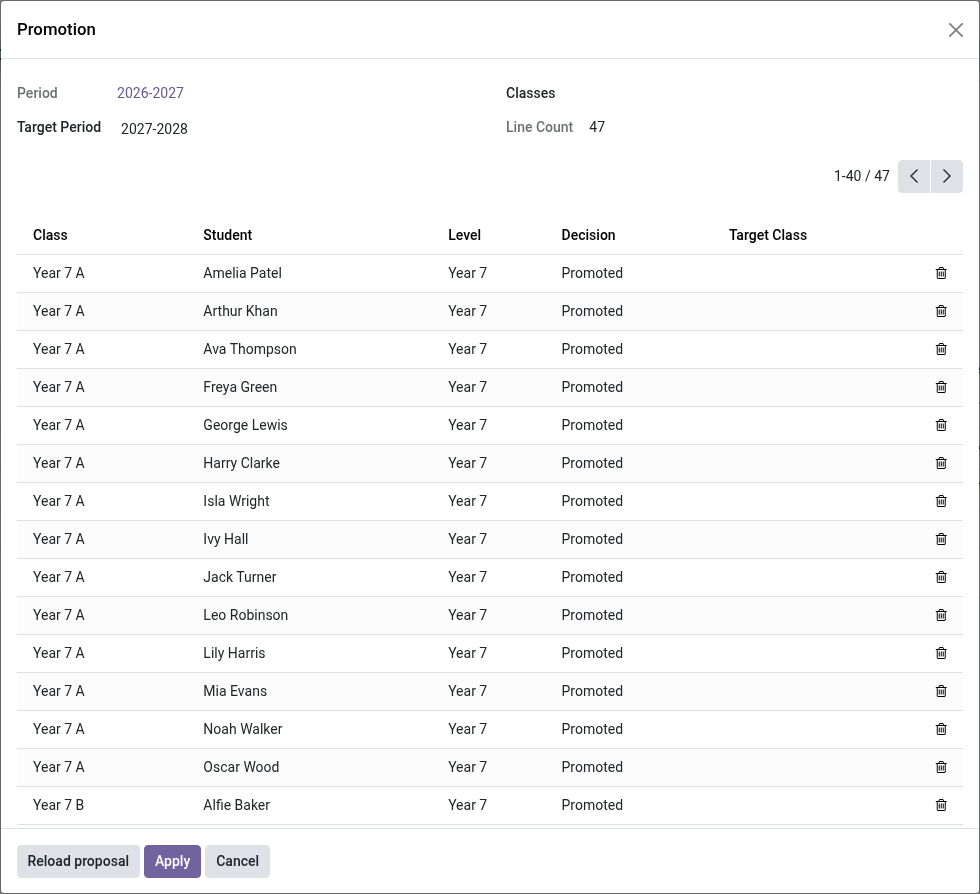 Promotion
Period 2026-2027 Classes
Target Period 2027-2028 Line Count 47
1-40 / 47
Class Student Level Decision Target Class
Year 7 A Amelia Patel Year 7 Promoted
Year 7 A Arthur Khan Year 7 Promoted
Year 7 A Ava Thompson Year 7 Promoted
Year 7 A Freya Green Year 7 Promoted
Year 7 A George Lewis Year 7 Promoted
Year 7 A Harry Clarke Year 7 Promoted
Year 7 A Isla Wright Year 7 Promoted
Year 7 A Ivy Hall Year 7 Promoted
Year 7 A Jack Turner Year 7 Promoted
Year 7 A Leo Robinson Year 7 Promoted
Year 7 A Lily Harris Year 7 Promoted
Year 7 A Mia Evans Year 7 Promoted
Year 7 A Noah Walker Year 7 Promoted
Year 7 A Oscar Wood Year 7 Promoted
Year 7 B Alfie Baker Year 7 Promoted
Reload proposal Apply Cancel